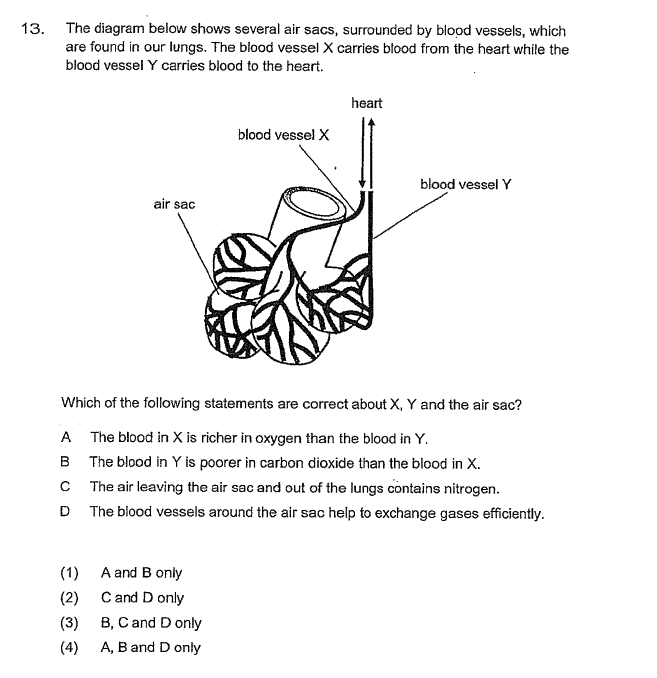 13. The diagram below shows several air sacs, surrounded by blood vessels, which
are found in our lungs. The blood vessel X carries blood from the heart while the
blood vessel Y carries blood to the heart.
heart
blood vessel X
blood vessel Y
air sac
Which of the following statements are correct about X, Y and the air sac?
A The blood in X is richer in oxygen than the blood in Y.
B The blood in Y is poorer in carbon dioxide than the blood in X.
C The air leaving the air sac and out of the lungs contains nitrogen.
D The blood vessels around the air sac help to exchange gases efficiently.
(1) A and B only
(2) C and D only
(3) B, C and D only
(4) A, B and D only